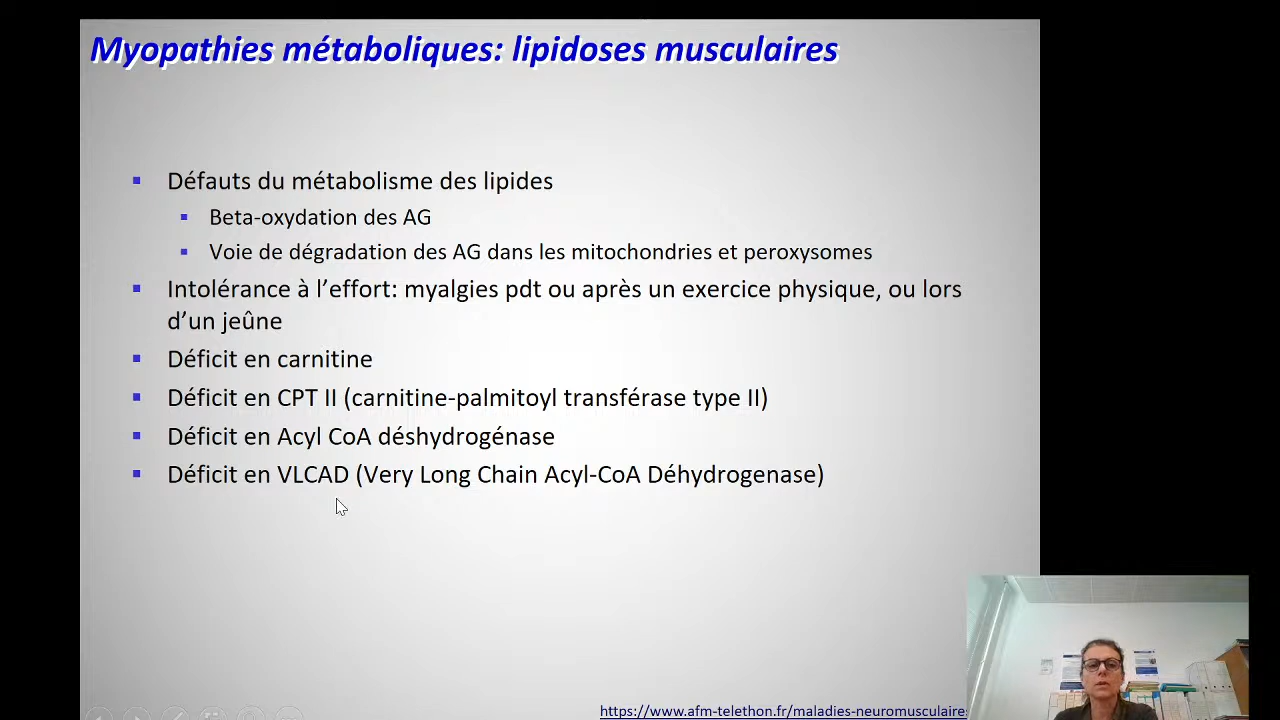 Myopathies métaboliques: lipidoses musculaires
Défauts du métabolisme des lipides
Beta-oxydation des AG
Voie de dégradation des AG dans les mitochondries et peroxysomes
Intolérance à l’effort: myalgies pdt ou après un exercice physique, ou lors
d’un jeûne
Déficit en carnitine
Déficit en CPT II (carnitine-palmitoyl transférase type II)
Déficit en Acyl CoA déshydrogénase
Déficit en VLCAD (Very Long Chain Acyl-CoA Déhydrogenase)
https://www.afm-telethon.fr/maladies-neuromusculaire